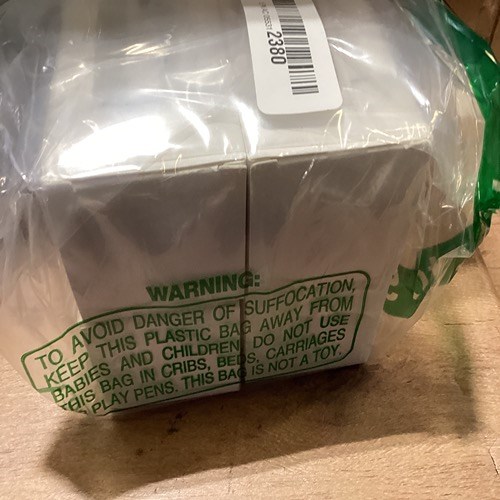 2380
WARNING:
TO AVOID DANGER OF SUFFOCATION,
KEEP THIS PLASTIC BAG AWAY FROM
BABIES AND CHILDREN. DO NOT USE
THIS BAG IN CRIBS, BEDS, CARRIAGES
PLAY PENS. THIS BAG IS NOT A TOY.